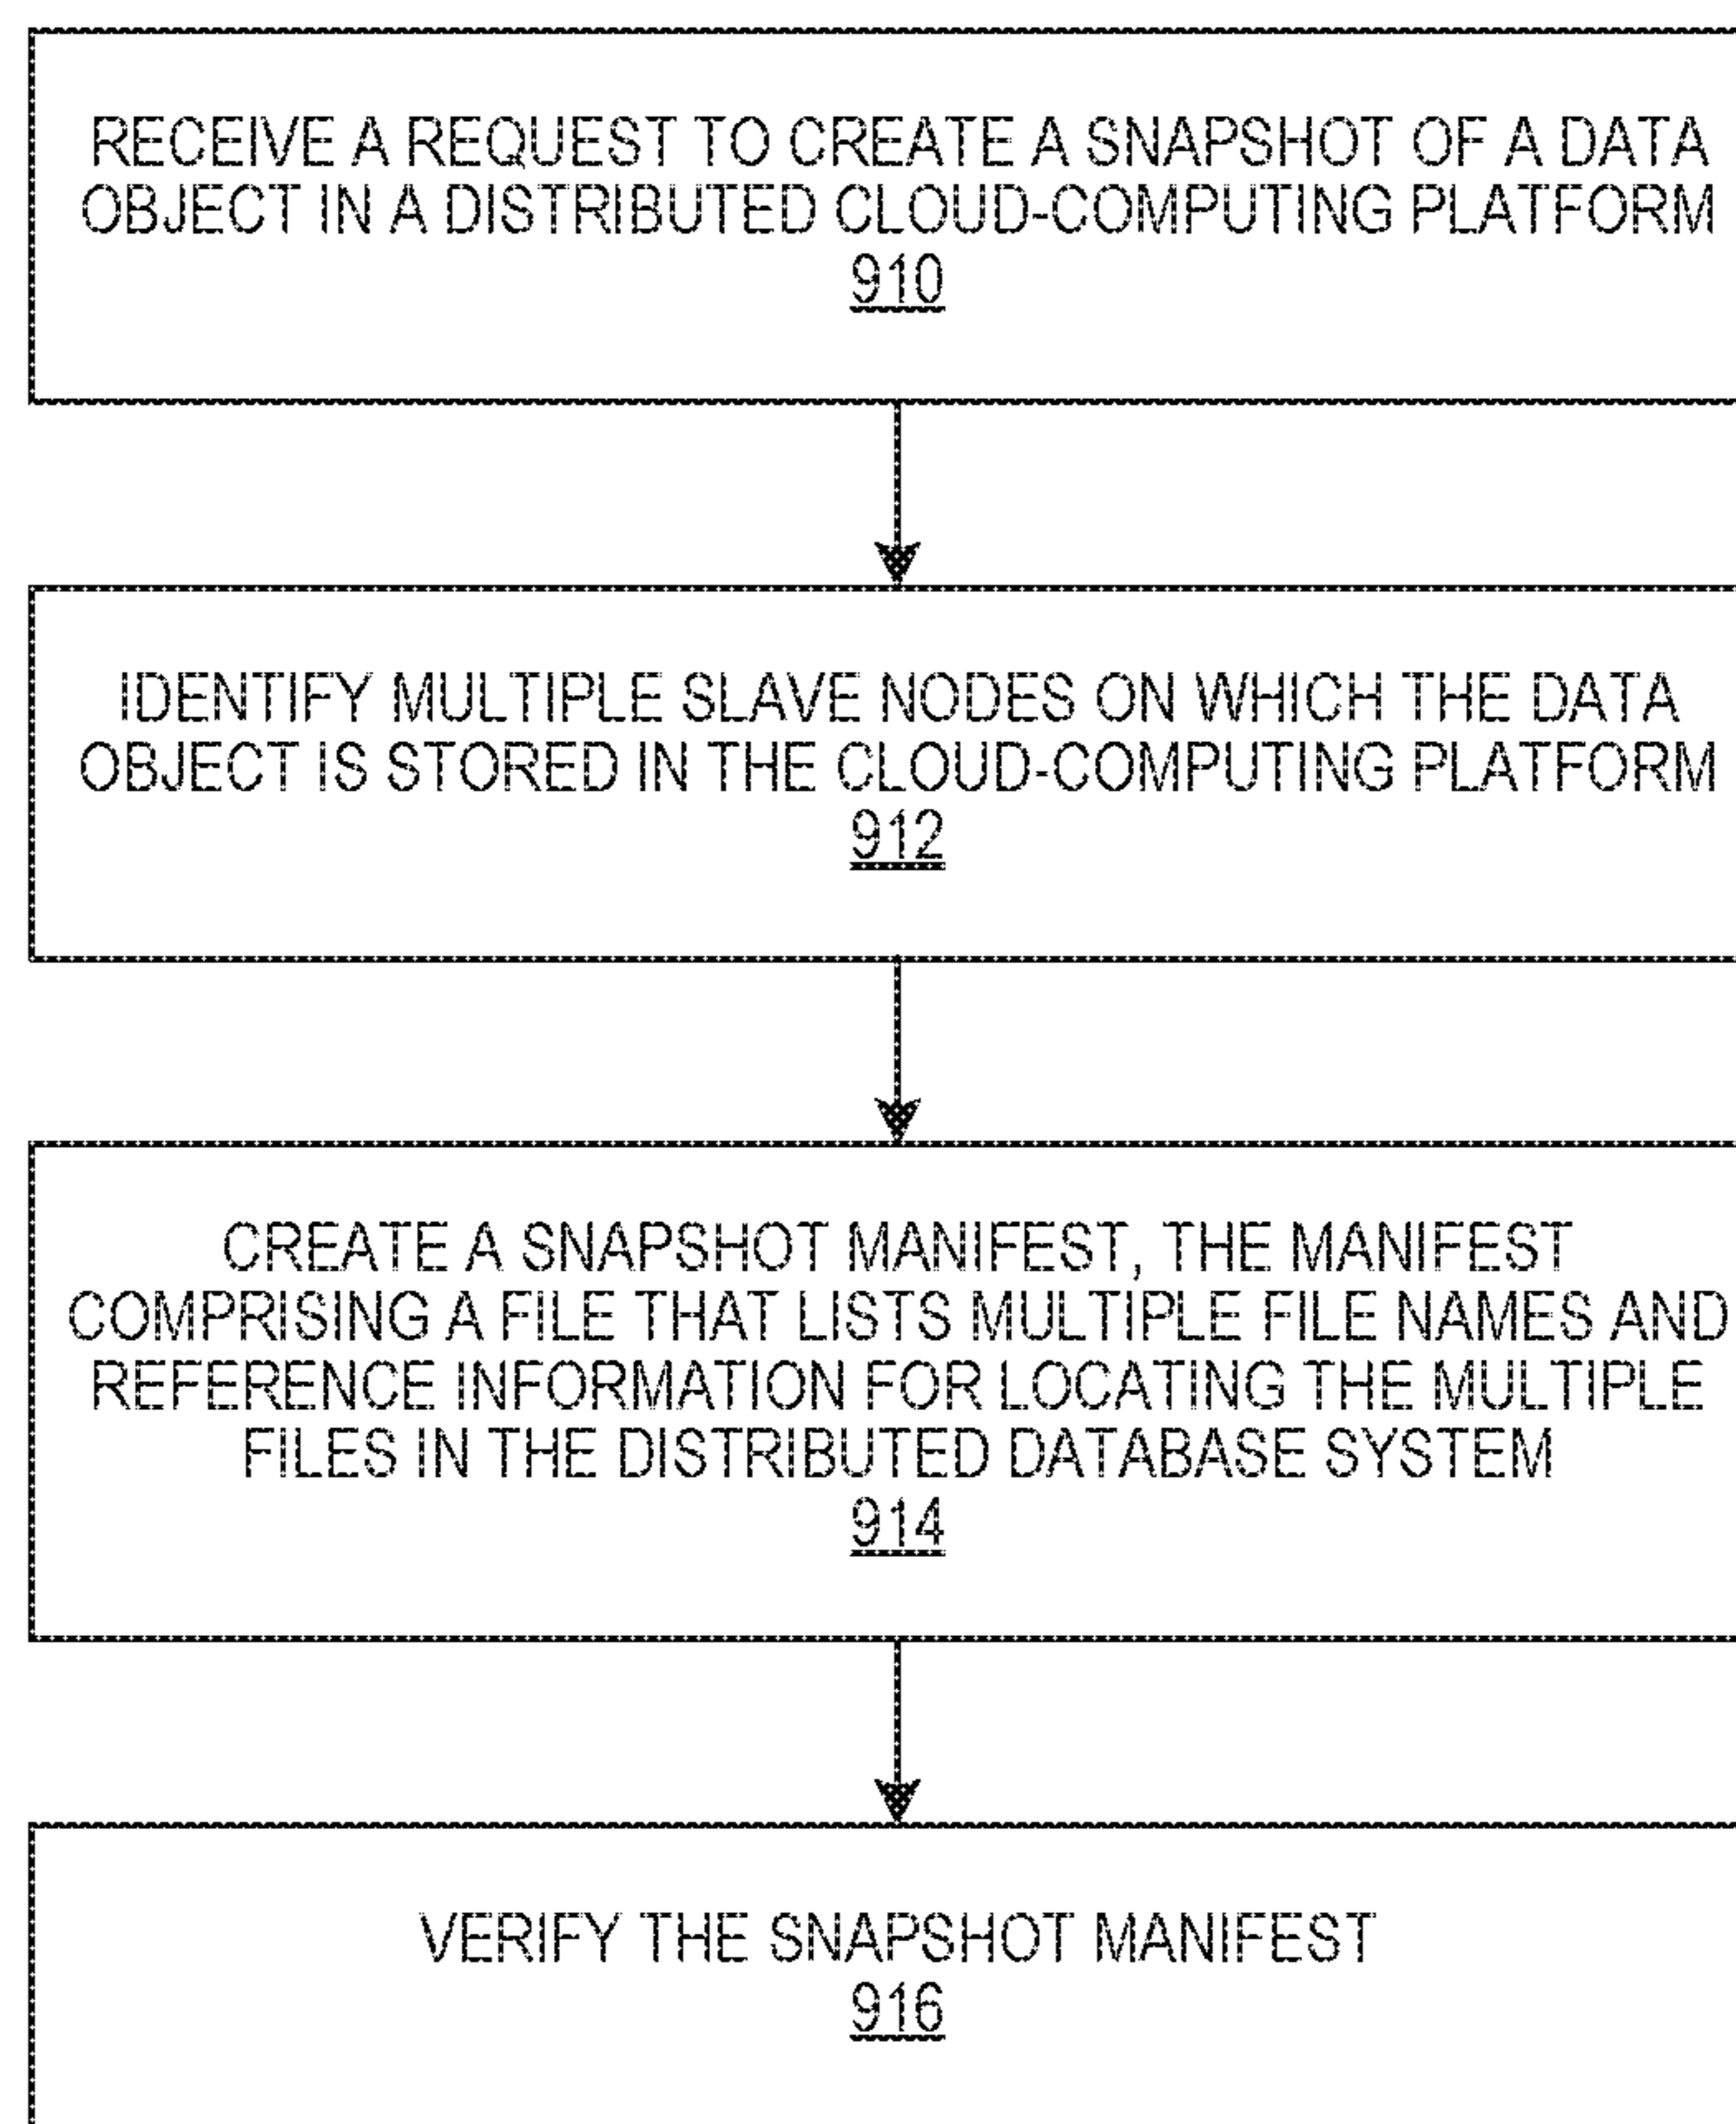 RECEIVE A REQUEST TO CREATE A SNAPSHOT OF A DATA
OBJECT IN A DISTRIBUTED CLOUD-COMPUTING PLATFORM
910
IDENTIFY MULTIPLE SLAVE NODES ON WHICH THE DATA
OBJECT IS STORED IN THE CLOUD-COMPUTING PLATFORM
912
CREATE A SNAPSHOT MANIFEST, THE MANIFEST
COMPRISING A FILE THAT LISTS MULTIPLE FILE NAMES AND
REFERENCE INFORMATION FOR LOCATING THE MULTIPLE
FILES IN THE DISTRIBUTED DATABASE SYSTEM
914
VERIFY THE SNAPSHOT MANIFEST
916